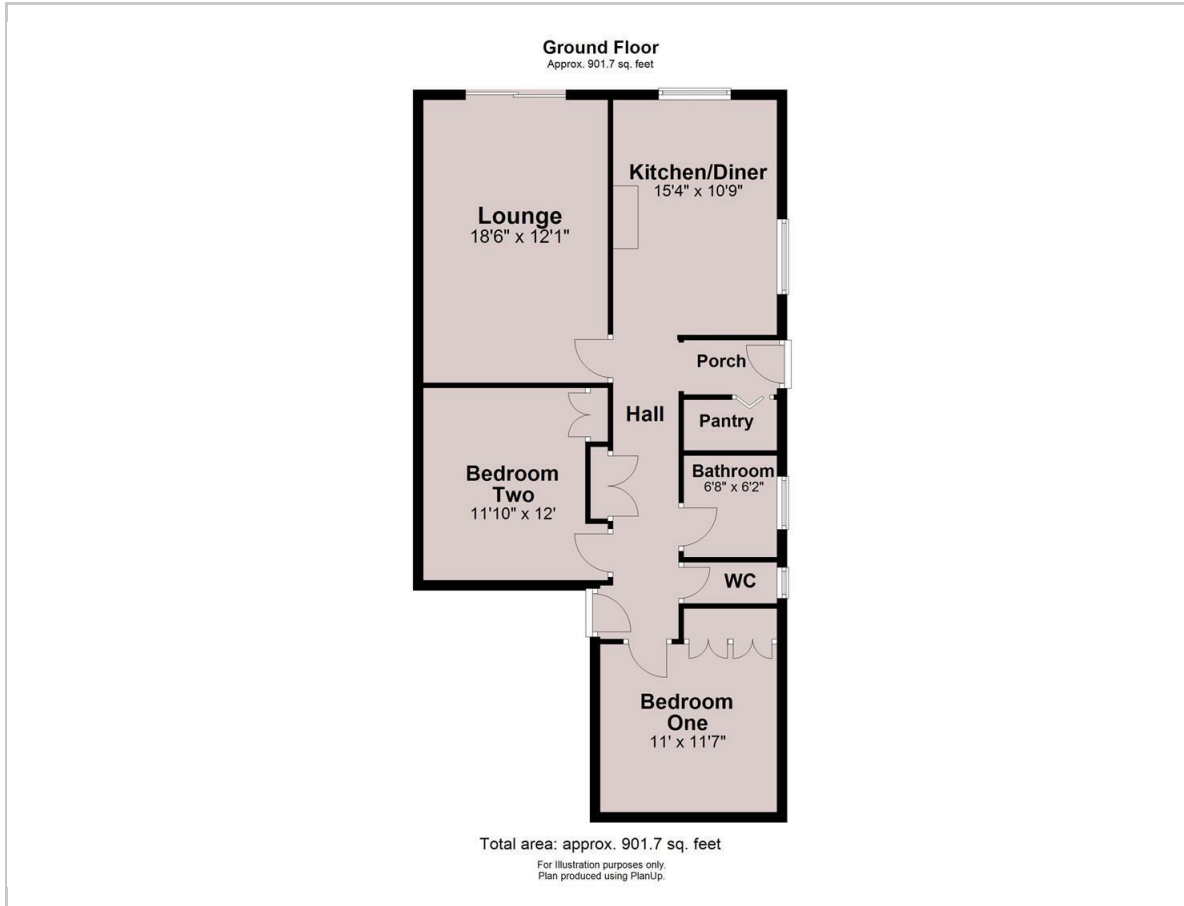 Ground Floor
Approx. 901.7 sq. feet
Kitchen/Diner
15'4" x 10'9"
Lounge
18'6" x 12'1"
Porch
Hall
Pantry
Bedroom
Two
11'10" x 12'
Bathroom
6'8" x 6'2"
WC
Bedroom
One
11' x 11'7"
Total area: approx. 901.7 sq. feet
For Illustration purposes only.
Plan produced using PlanUp.